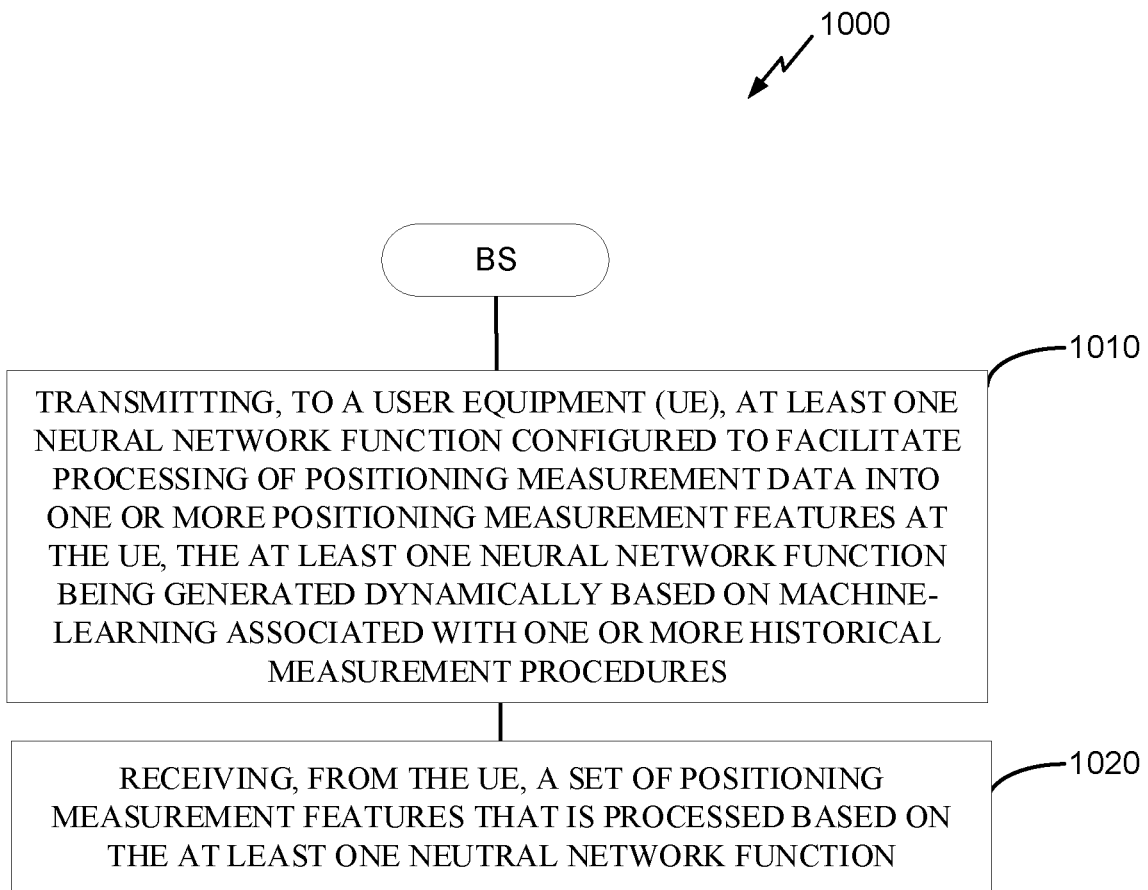 1000
BS
1010
TRANSMITTING, TO A USER EQUIPMENT (UE), AT LEAST ONE
NEURAL NETWORK FUNCTION CONFIGURED TO FACILITATE
PROCESSING OF POSITIONING MEASUREMENT DATA INTO
ONE OR MORE POSITIONING MEASUREMENT FEATURES AT
THE UE, THE AT LEAST ONE NEURAL NETWORK FUNCTION
BEING GENERATED DYNAMICALLY BASED ON MACHINE-
LEARNING ASSOCIATED WITH ONE OR MORE HISTORICAL
MEASUREMENT PROCEDURES
1020
RECEIVING, FROM THE UE, A SET OF POSITIONING
MEASUREMENT FEATURES THAT IS PROCESSED BASED ON
THE AT LEAST ONE NEUTRAL NETWORK FUNCTION